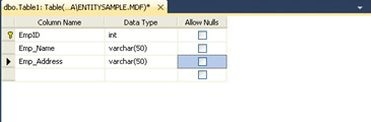 dbo.Table1: Table(...A\ENTITYSAMPLE.MDF)*
Column Name Data Type Allow Nulls
EmpID int
Emp_Name varchar(50)
Emp_Address varchar(50)